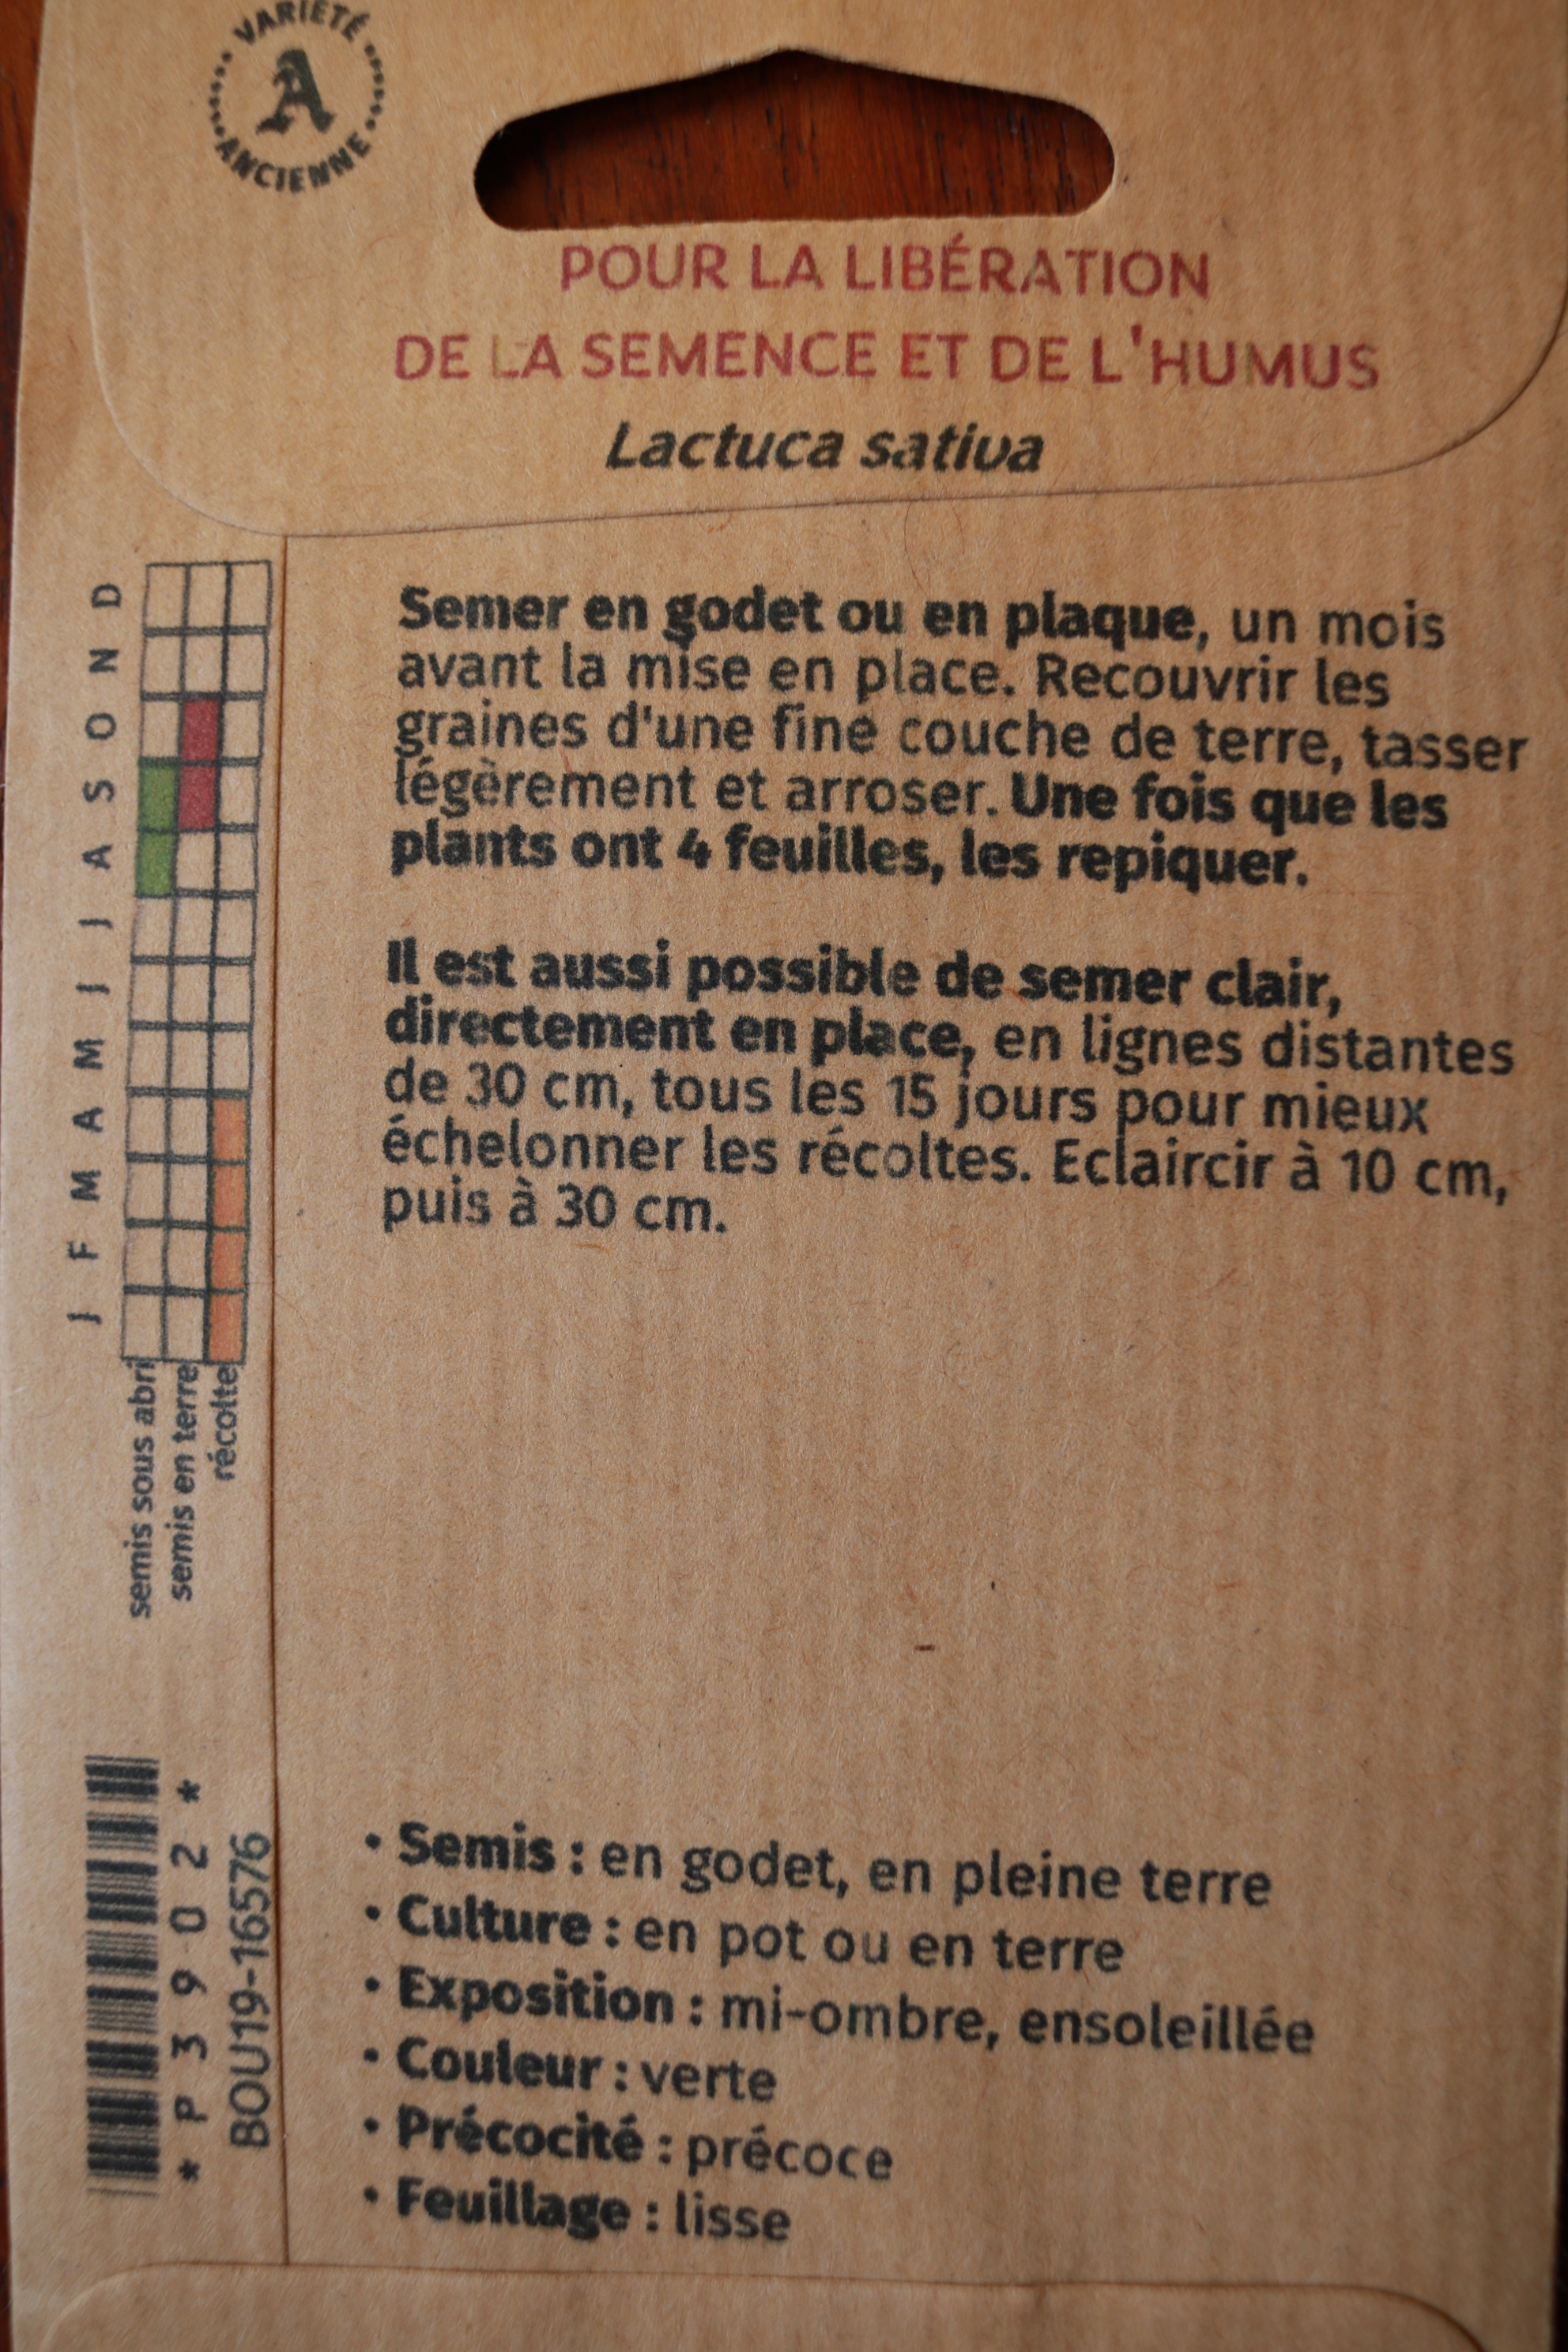 VARIÉTÉ
A
ANCIENNE
POUR LA LIBÉRATION
DE LA SEMENCE ET DE L'HUMUS
Lactuca sativa
J F M A M J J A S O N D
semis sous abri
semis en terre
récolte
Semer en godet ou en plaque, un mois
avant la mise en place. Recouvrir les
graines d'une fine couche de terre, tasser
légèrement et arroser. Une fois que les
plants ont 4 feuilles, les repiquer.
Il est aussi possible de semer clair,
directement en place, en lignes distantes
de 30 cm, tous les 15 jours pour mieux
échelonner les récoltes. Eclaircir à 10 cm,
puis à 30 cm.
* P 3 9 0 2 *
BOU19-16576
• Semis : en godet, en pleine terre
• Culture : en pot ou en terre
• Exposition : mi-ombre, ensoleillée
• Couleur : verte
• Précocité : précoce
• Feuillage : lisse